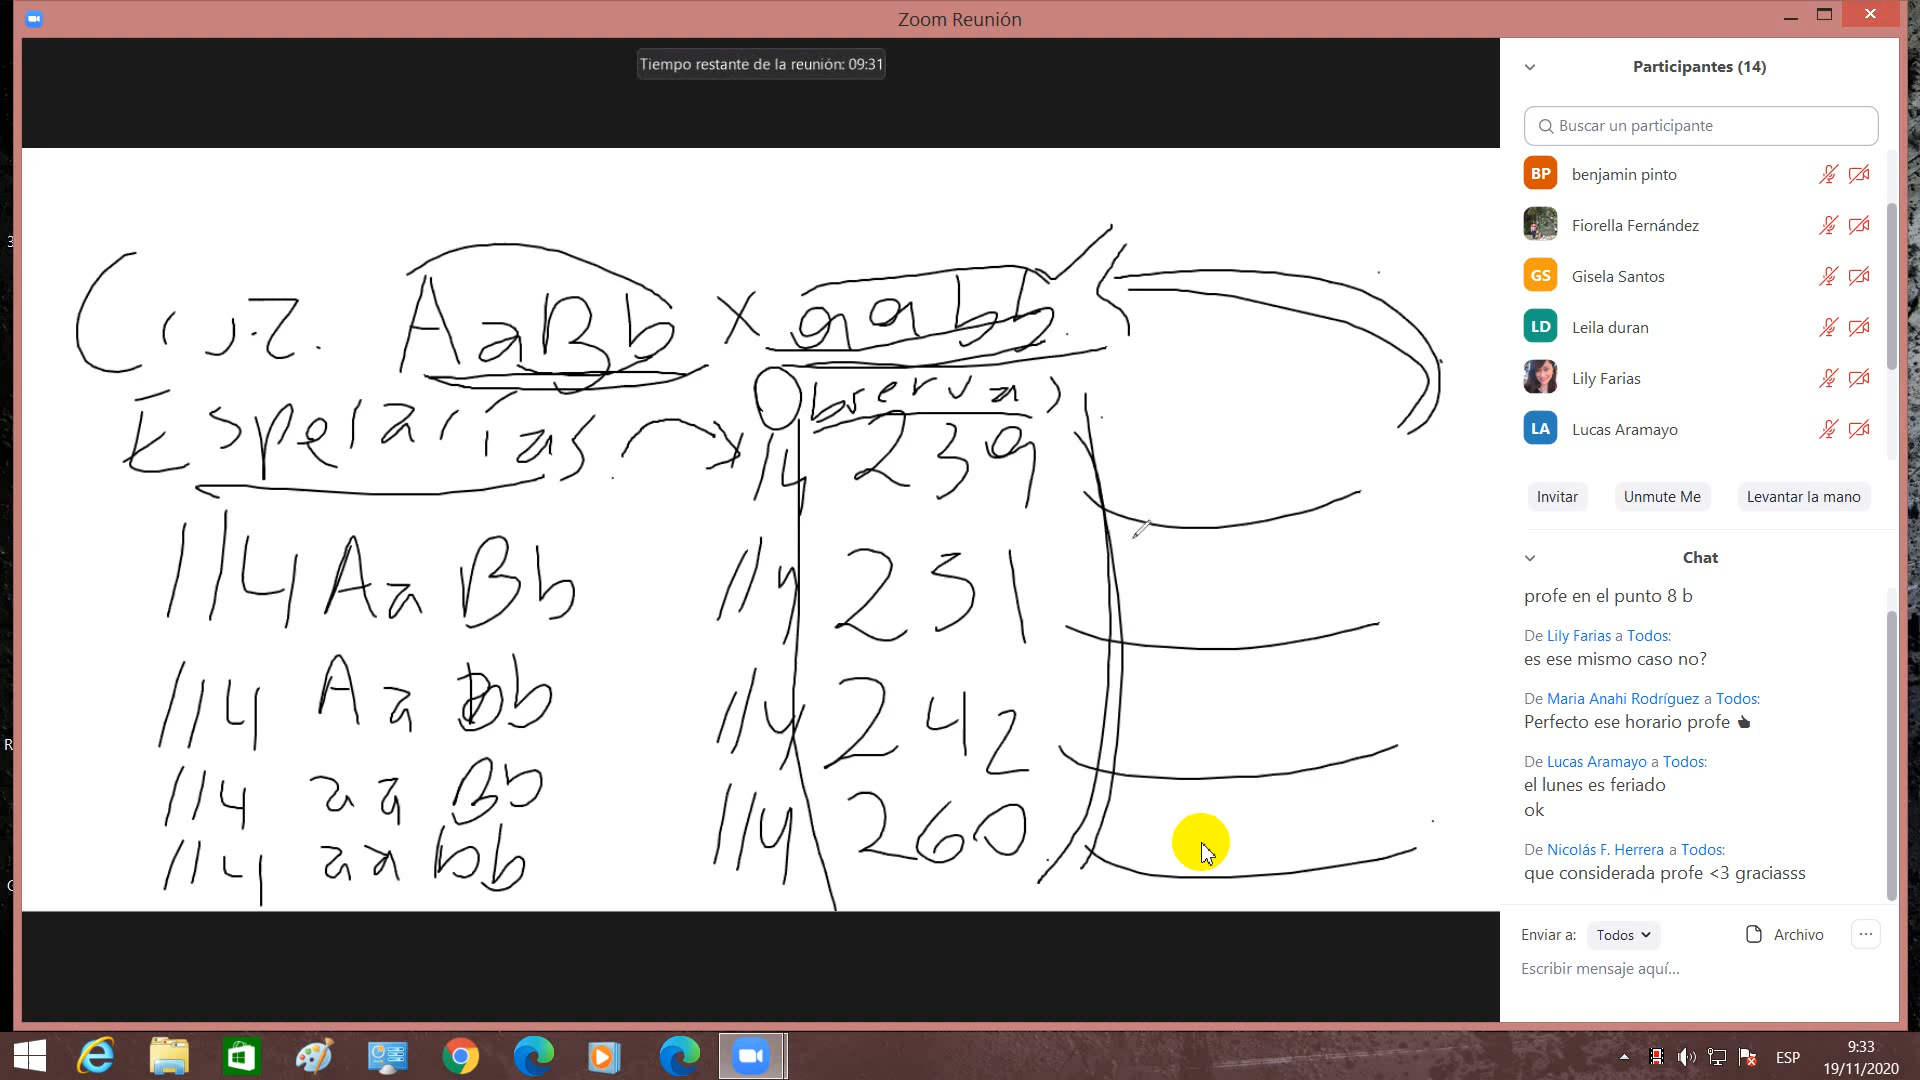 Zoom Reunión
Tiempo restante de la reunión: 09:31
Cruz. AaBb x aabb
Esperarías.
Observás
1/4 239
1/4 AaBb 1/4 231
1/4 Aabb 1/4 242
1/4 aaBb
1/4 aabb 1/4 260
Participantes (14)
Buscar un participante
BP benjamin pinto
Fiorella Fernández
GS Gisela Santos
LD Leila duran
Lily Farias
LA Lucas Aramayo
Invitar Unmute Me Levantar la mano
Chat
profe en el punto 8 b
De Lily Farias a Todos:
es ese mismo caso no?
De Maria Anahi Rodríguez a Todos:
Perfecto ese horario profe
De Lucas Aramayo a Todos:
el lunes es feriado
ok
De Nicolás F. Herrera a Todos:
que considerada profe <3 graciasss
Enviar a: Todos Archivo
Escribir mensaje aquí...
ESP
9:33
19/11/2020